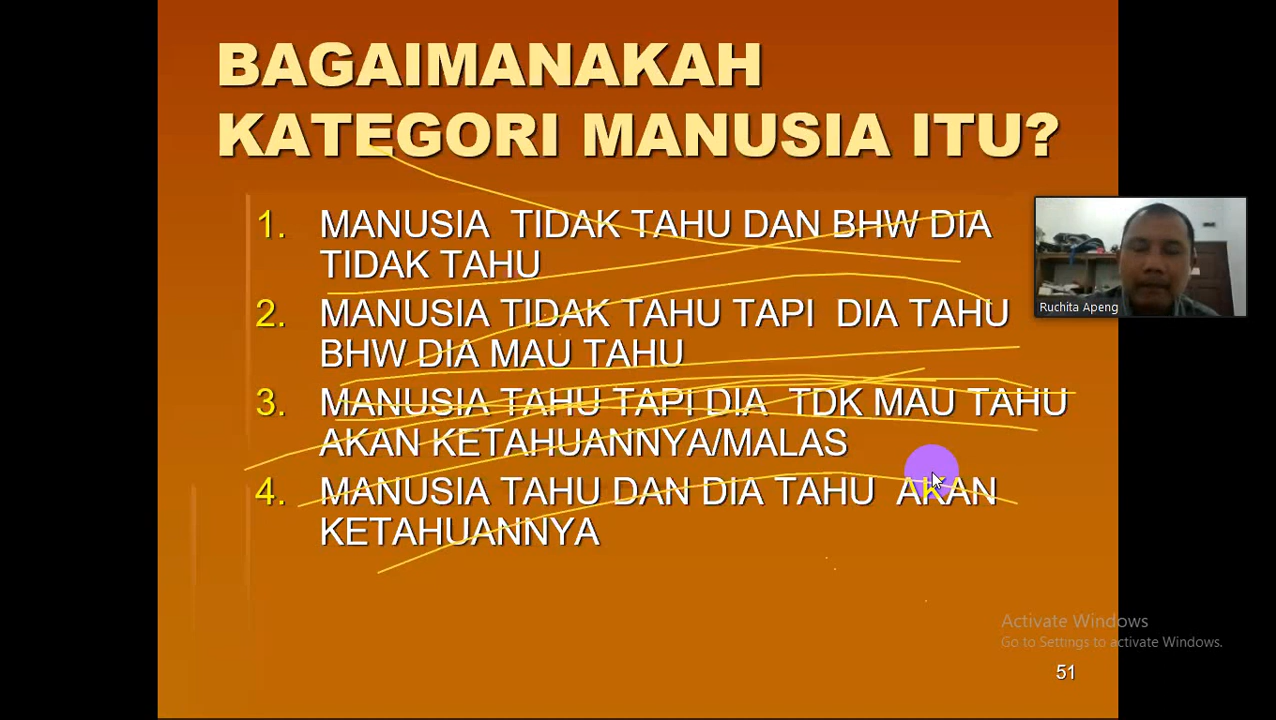 BAGAIMANAKAH
KATEGORI MANUSIA ITU?
1. MANUSIA TIDAK TAHU DAN BHW DIA
TIDAK TAHU
2. MANUSIA TIDAK TAHU TAPI DIA TAHU
BHW DIA MAU TAHU
3. MANUSIA TAHU TAPI DIA TDK MAU TAHU
AKAN KETAHUANNYA/MALAS
4. MANUSIA TAHU DAN DIA TAHU AKAN
KETAHUANNYA
Ruchita Apeng
Activate Windows
Go to Settings to activate Windows.
51